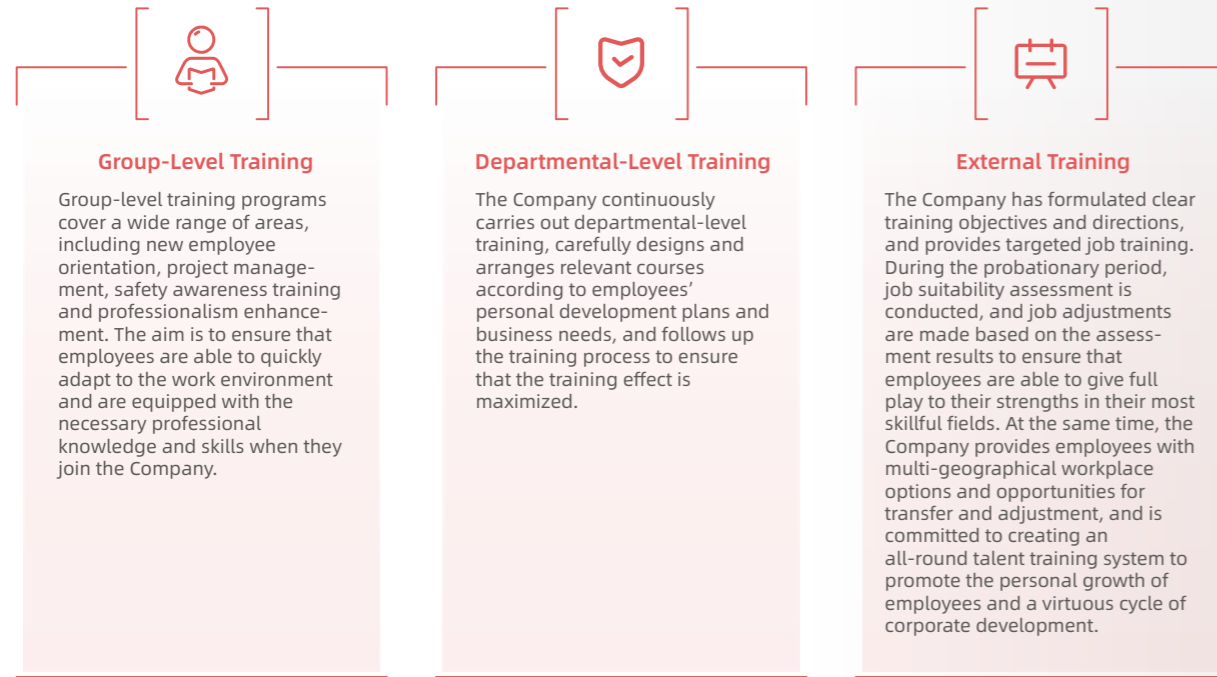 Group-Level Training
Group-level training programs
cover a wide range of areas,
including new employee
orientation, project manage-
ment, safety awareness training
and professionalism enhance-
ment. The aim is to ensure that
employees are able to quickly
adapt to the work environment
and are equipped with the
necessary professional
knowledge and skills when they
join the Company.
Departmental-Level Training
The Company continuously
carries out departmental-level
training, carefully designs and
arranges relevant courses
according to employees’
personal development plans and
business needs, and follows up
the training process to ensure
that the training effect is
maximized.
External Training
The Company has formulated clear
training objectives and directions,
and provides targeted job training.
During the probationary period,
job suitability assessment is
conducted, and job adjustments
are made based on the assess-
ment results to ensure that
employees are able to give full
play to their strengths in their most
skillful fields. At the same time, the
Company provides employees with
multi-geographical workplace
options and opportunities for
transfer and adjustment, and is
committed to creating an
all-round talent training system to
promote the personal growth of
employees and a virtuous cycle of
corporate development.